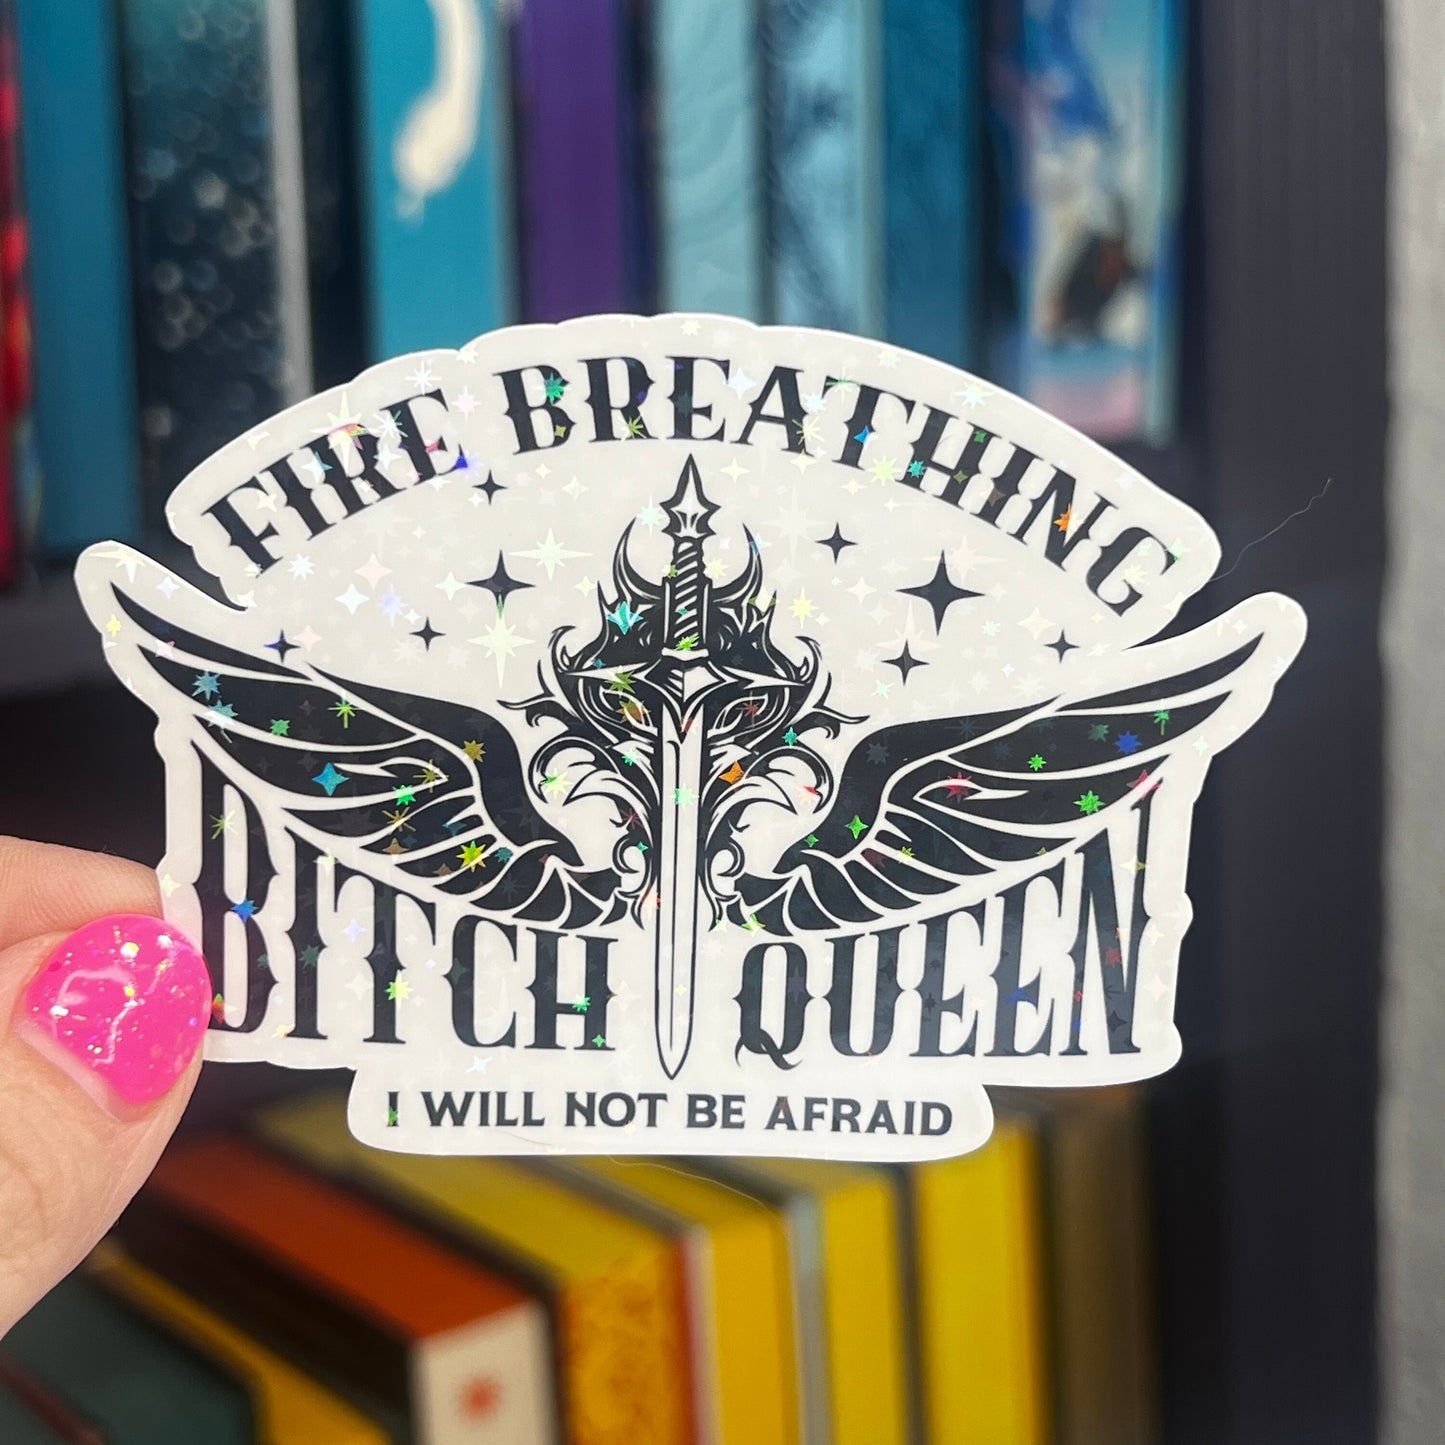 FIRE BREATHING
BITCH QUEEN
I WILL NOT BE AFRAID